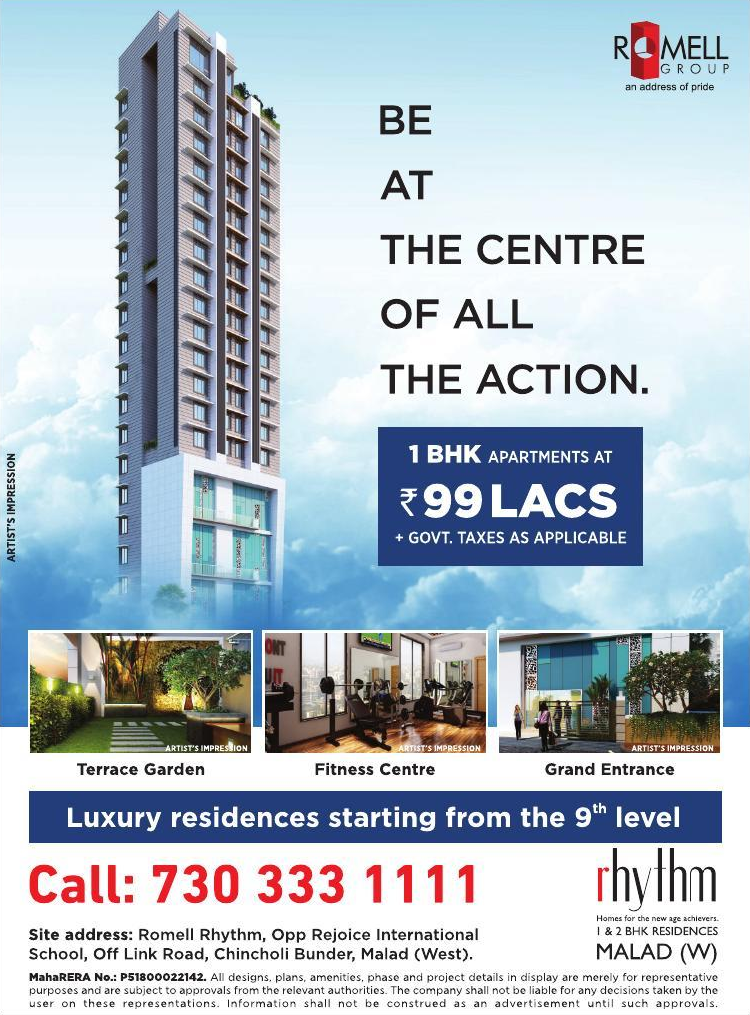 ROMELL
GROUP
an address of pride
BE
AT
THE CENTRE
OF ALL
THE ACTION.
1 BHK APARTMENTS AT
₹99 LACS
+ GOVT. TAXES AS APPLICABLE
ARTIST'S IMPRESSION
ARTIST'S IMPRESSION
ARTIST'S IMPRESSION
ARTIST'S IMPRESSION
Terrace Garden
Fitness Centre
Grand Entrance
Luxury residences starting from the 9th level
Call: 730 333 1111
Site address: Romell Rhythm, Opp Rejoice International
School, Off Link Road, Chincholi Bunder, Malad (West).
rhythm
Homes for the new age achievers.
1 & 2 BHK RESIDENCES
MALAD (W)
MahaRERA No.: P51800022142. All designs, plans, amenities, phase and project details in display are merely for representative
purposes and are subject to approvals from the relevant authorities. The company shall not be liable for any decisions taken by the
user on these representations. Information shall not be construed as an advertisement until such approvals.